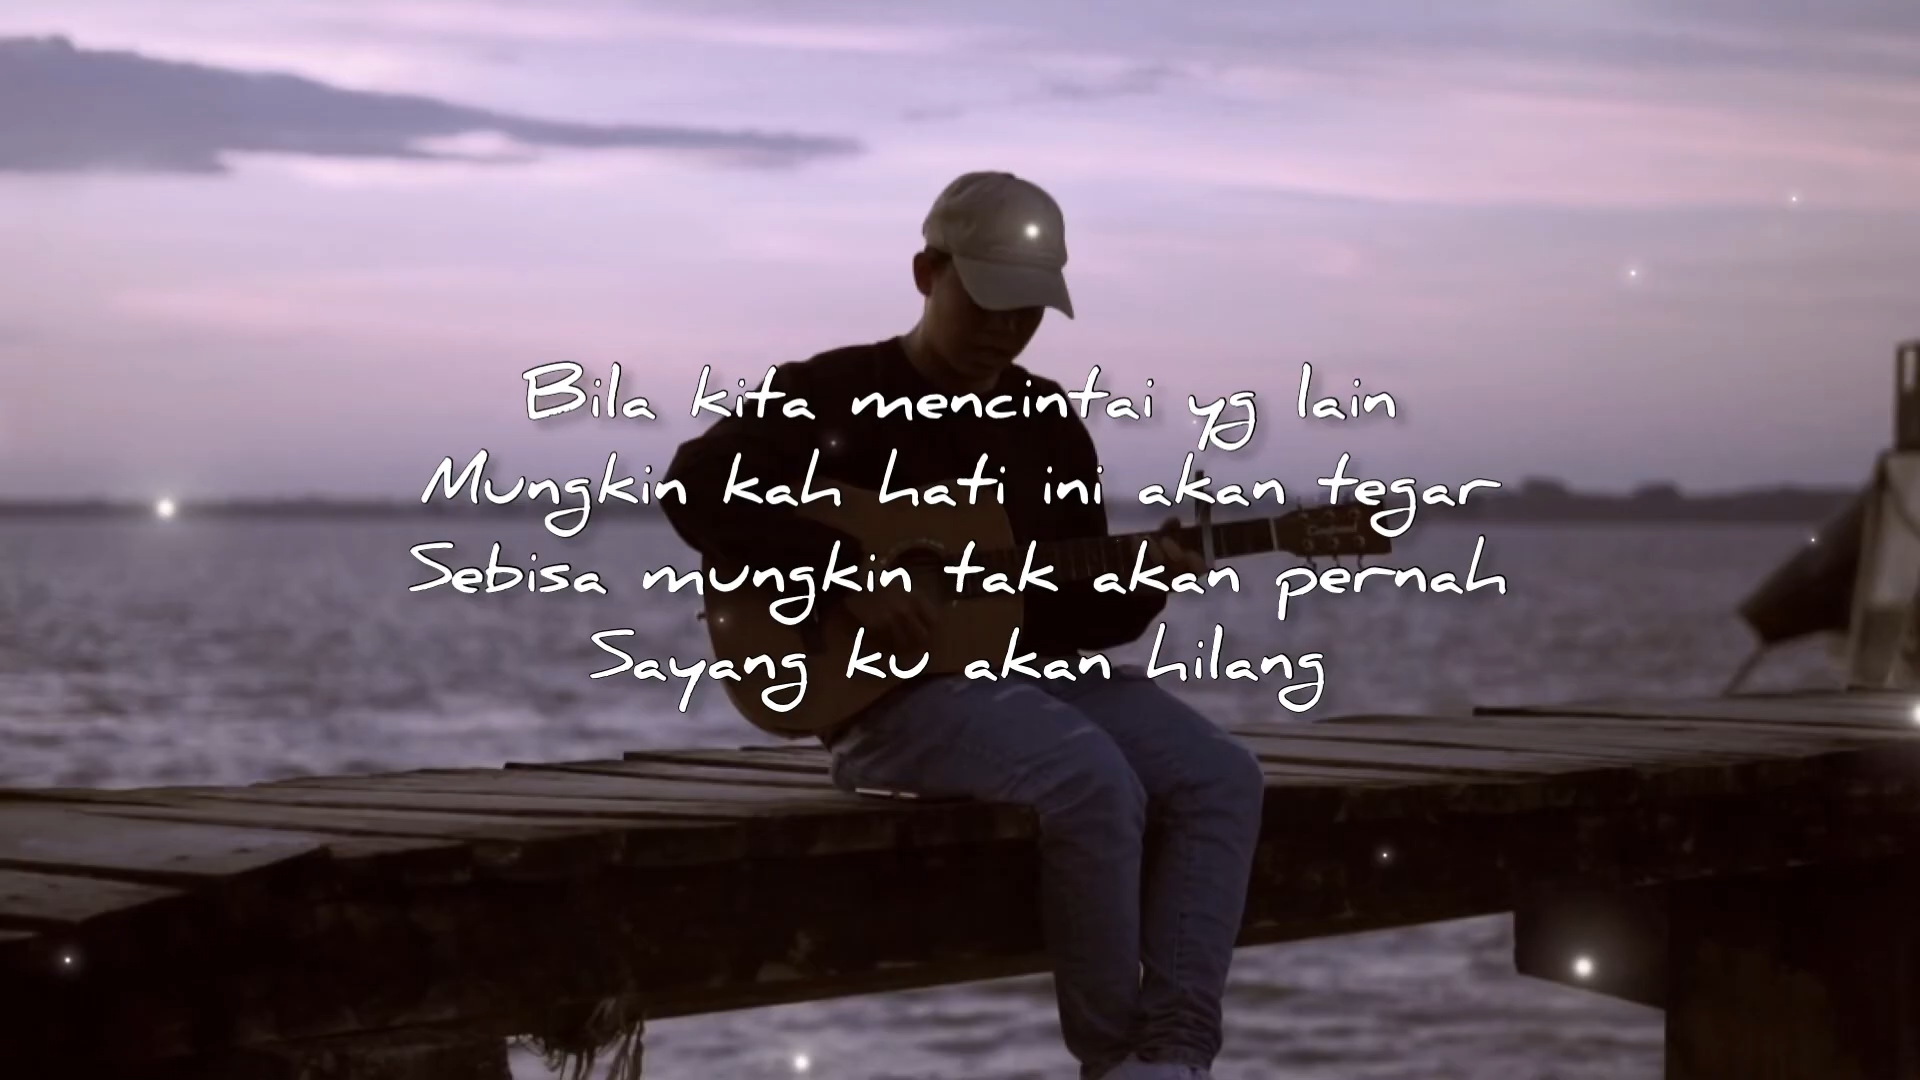 Bila kita mencintai yg lain
Mungkin kah hati ini akan tegar
Sebisa mungkin tak akan pernah
Sayang ku akan hilang